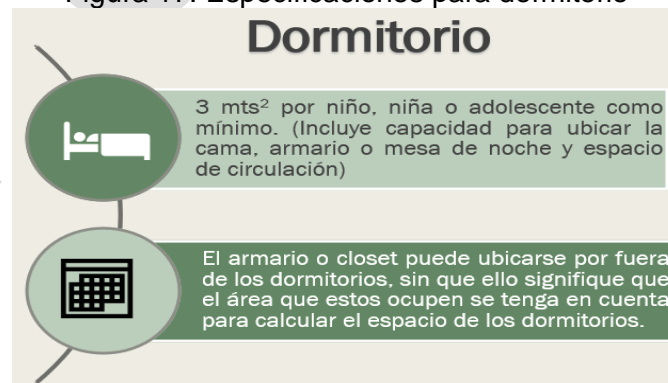 Figura 17. Especificaciones para dormitorio
Dormitorio
3 mts² por niño, niña o adolescente como
mínimo. (Incluye capacidad para ubicar la
cama, armario o mesa de noche y espacio
de circulación)
El armario o closet puede ubicarse por fuera
de los dormitorios, sin que ello signifique que
el área que estos ocupen se tenga en cuenta
para calcular el espacio de los dormitorios.